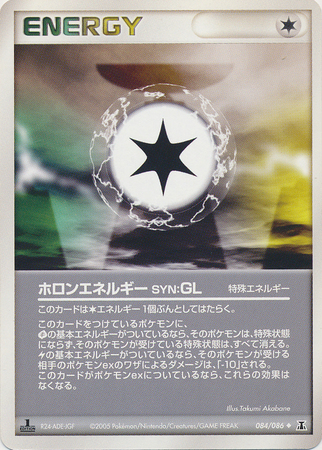 ENERGY
ホロンエネルギー SYN:GL 特殊エネルギー
このカードは エネルギー1個ぶんとしてはたらく。
このカードをつけているポケモンに、
の基本エネルギーがついているなら、そのポケモンは、特殊状態
にならず、そのポケモンが受けている特殊状態は、すべて消える。
の基本エネルギーがついているなら、そのポケモンが受ける
相手のポケモンexのワザによるダメージは、「-10」される。
このカードがポケモンexについているなら、これらの効果は
なくなる。
Illus.Takumi Akabane
1 EDITION R24 ADE-IGF ©2005 Pokémon/Nintendo/Creatures/GAME FREAK 084/086